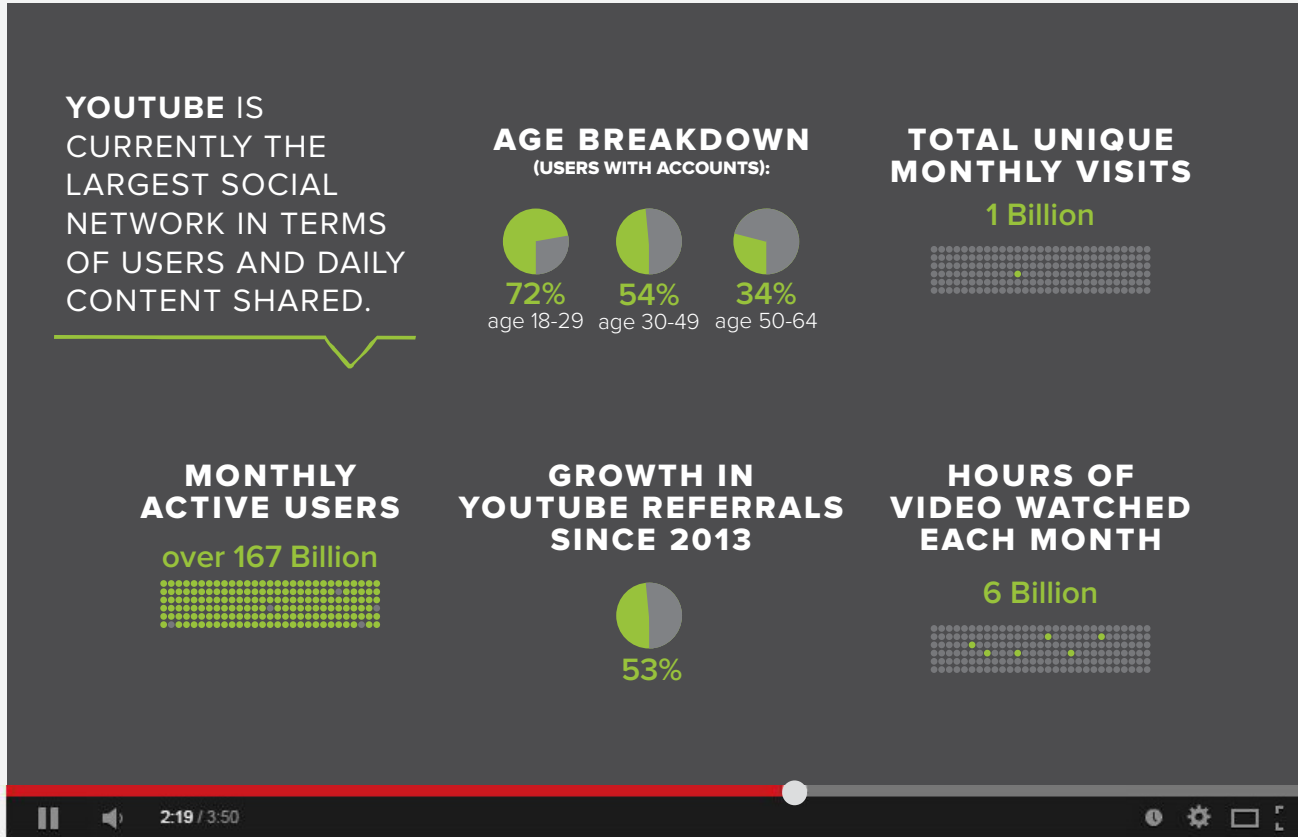 YOUTUBE IS
CURRENTLY THE
LARGEST SOCIAL
NETWORK IN TERMS
OF USERS AND DAILY
CONTENT SHARED.
AGE BREAKDOWN
(USERS WITH ACCOUNTS):
72%
age 18-29
54%
age 30-49
34%
age 50-64
TOTAL UNIQUE
MONTHLY VISITS
1 Billion
MONTHLY
ACTIVE USERS
over 167 Billion
GROWTH IN
YOUTUBE REFERRALS
SINCE 2013
53%
HOURS OF
VIDEO WATCHED
EACH MONTH
6 Billion
2:19 / 3:50